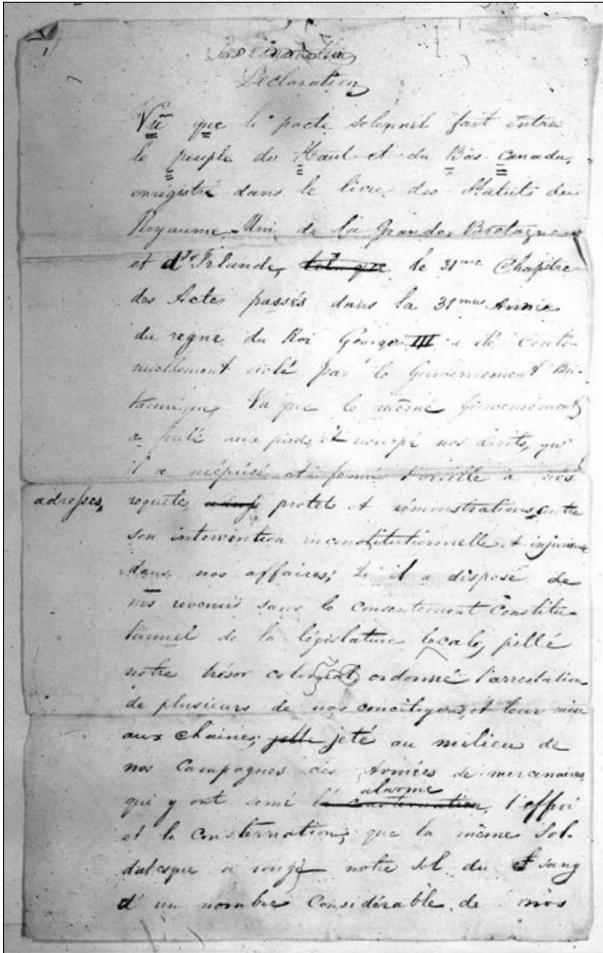 Déclaration
Vu que le pacte solennel fait entre
le peuple du Haut et du Bas Canada,
enregistré dans le livre des Statuts du
Royaume-Uni de la Grande Bretagne
et d'Irlande, le 31me Chapitre
des Actes passés dans la 31me Année
du regne du Roi George III a été conti-
nuellement violé par le Gouvernement Bri-
tannique, Vu que le même Gouvernement
a foulé aux pieds, et usurpé nos droits, qu'
il a méprisé et fermé l'oreille à nos
adresses,
requêtes protêts et rémonstrations contre
son intervention inconstitutionnelle et injurieuse
dans nos affaires; qu'il a disposé de
nos revenus sans le consentement Constitu-
tionnel de la législature locale, pillé
notre trésor colonial, ordonné l'arrestation
de plusieurs de nos concitoyens, et leur mise
aux chaines; jeté au milieu de
nos Campagnes des Armées de mercenaires
alarme
qui y ont semé l'effroi
et la Consternation; que la même Sol-
datesque a rougi notre sol du sang
d'un nombre Considérable de nos